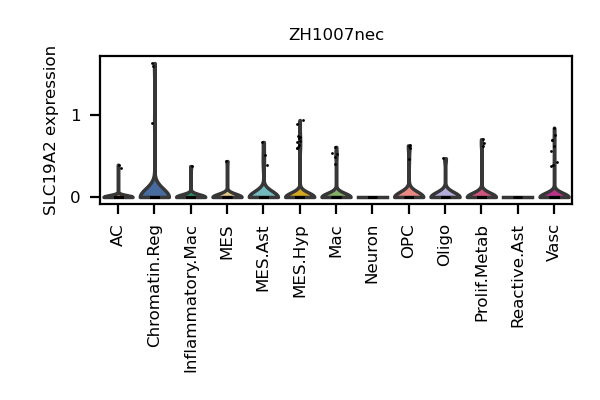 ZH1007nec
SLC19A2 expression
1
0
AC
Chromatin.Reg
Inflammatory.Mac
MES
MES.Ast
MES.Hyp
Mac
Neuron
OPC
Oligo
Prolif.Metab
Reactive.Ast
Vasc